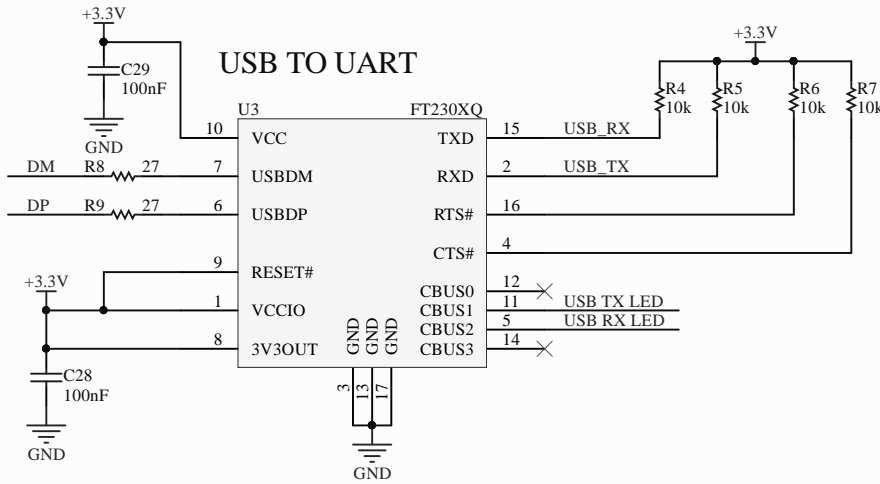 +3.3V
+3.3V
USB TO UART
C29
100nF
R4
10k
R5
10k
R6
10k
R7
10k
U3
FT230XQ
GND
10
VCC
TXD
15
USB_RX
DM
R8
27
7
USBDM
RXD
2
USB_TX
DP
R9
27
6
USBDP
RTS#
16
CTS#
4
9
RESET#
+3.3V
CBUS0
12
1
VCCIO
CBUS1
11
USB TX LED
CBUS2
5
USB RX LED
8
3V3OUT
GND
GND
GND
CBUS3
14
C28
100nF
3
13
17
GND
GND